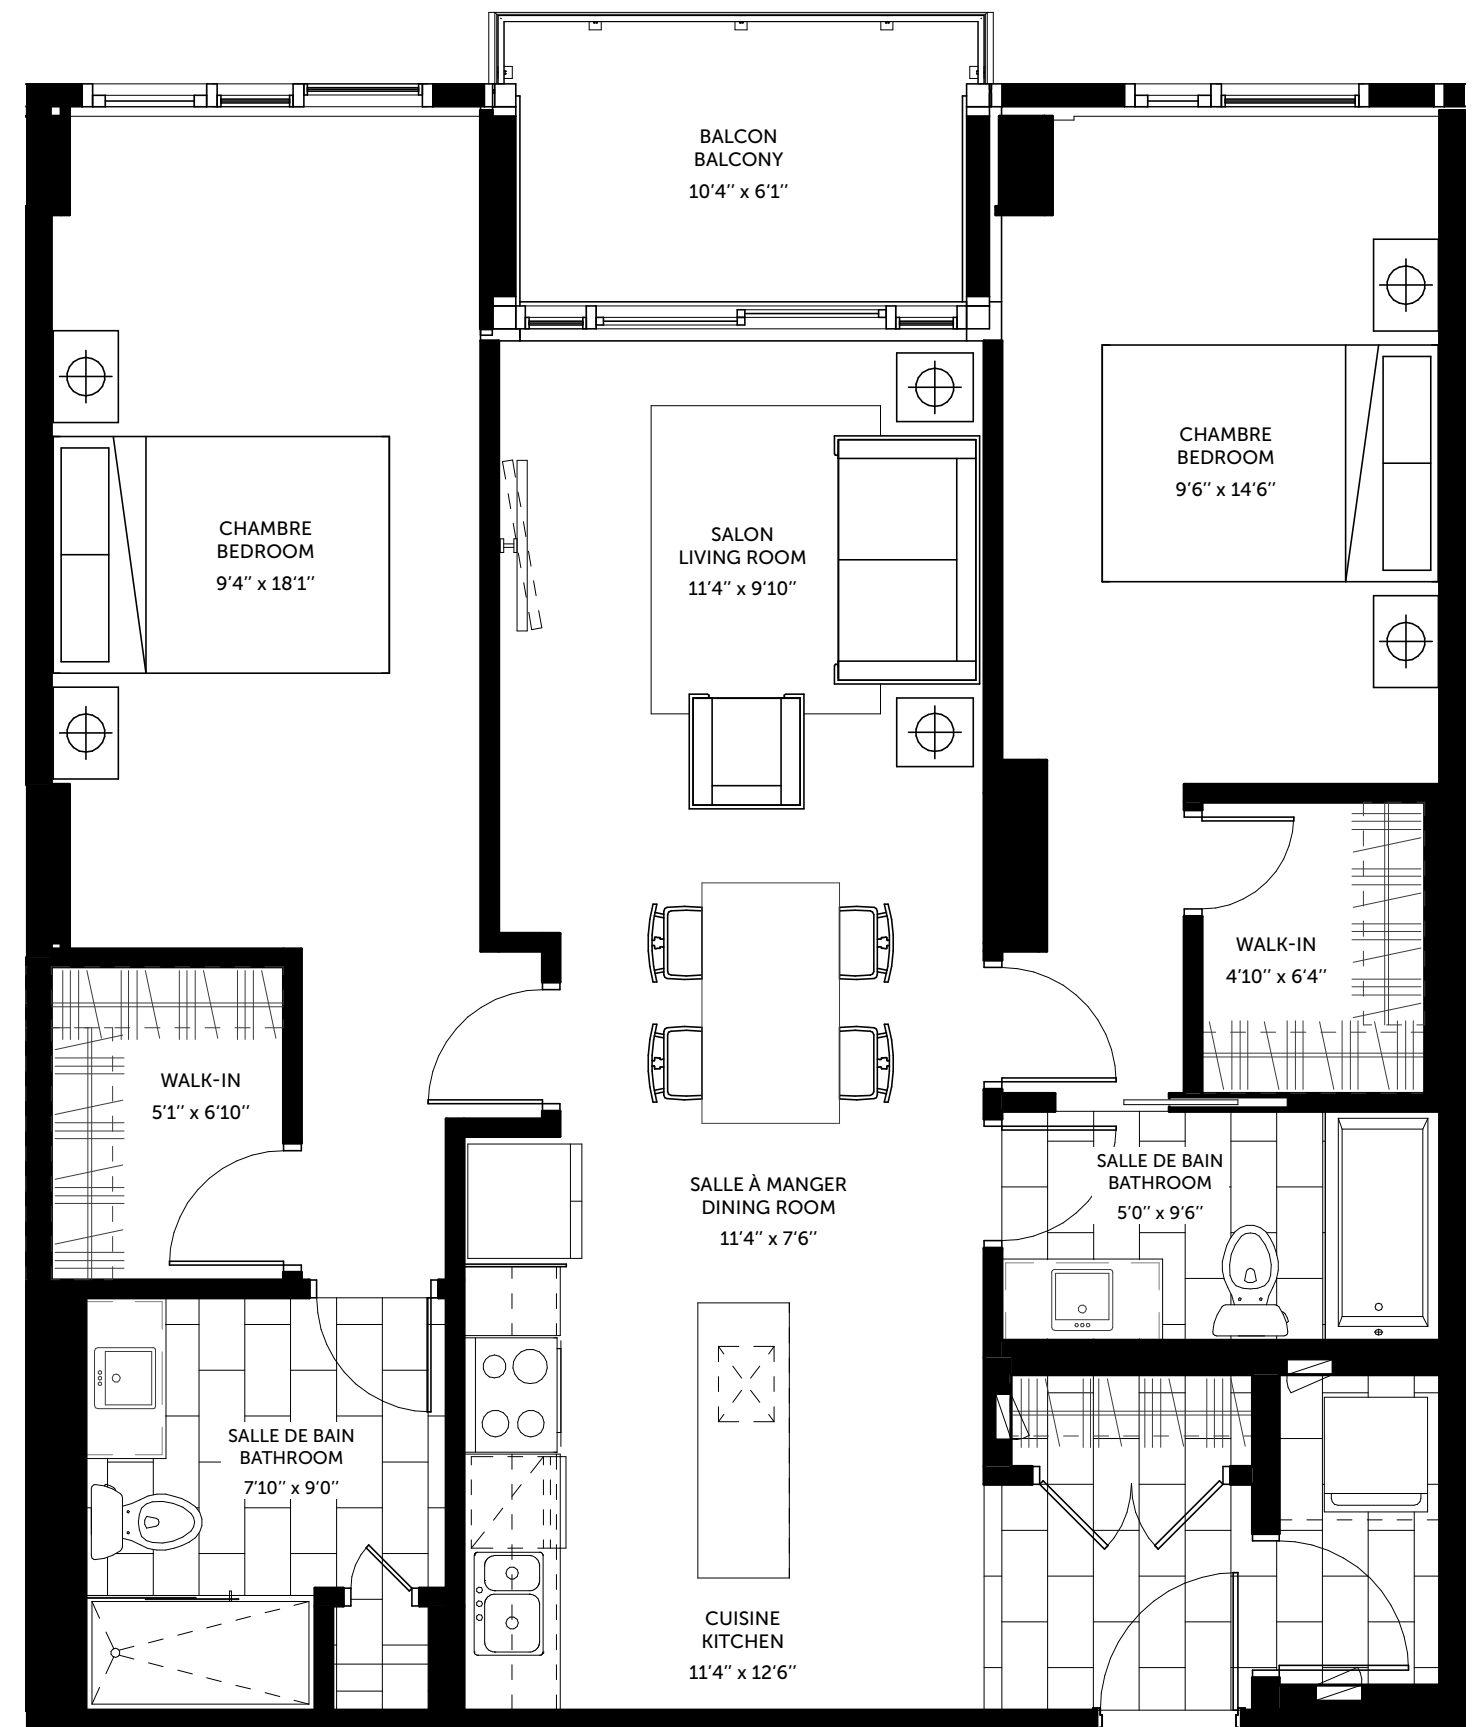 BALCON
BALCONY
10'4'' x 6'1''
CHAMBRE
BEDROOM
9'6'' x 14'6''
CHAMBRE
BEDROOM
9'4'' x 18'1''
SALON
LIVING ROOM
11'4'' x 9'10''
WALK-IN
4'10'' x 6'4''
WALK-IN
5'1'' x 6'10''
SALLE DE BAIN
BATHROOM
5'0'' x 9'6''
SALLE À MANGER
DINING ROOM
11'4'' x 7'6''
SALLE DE BAIN
BATHROOM
7'10'' x 9'0''
CUISINE
KITCHEN
11'4'' x 12'6''